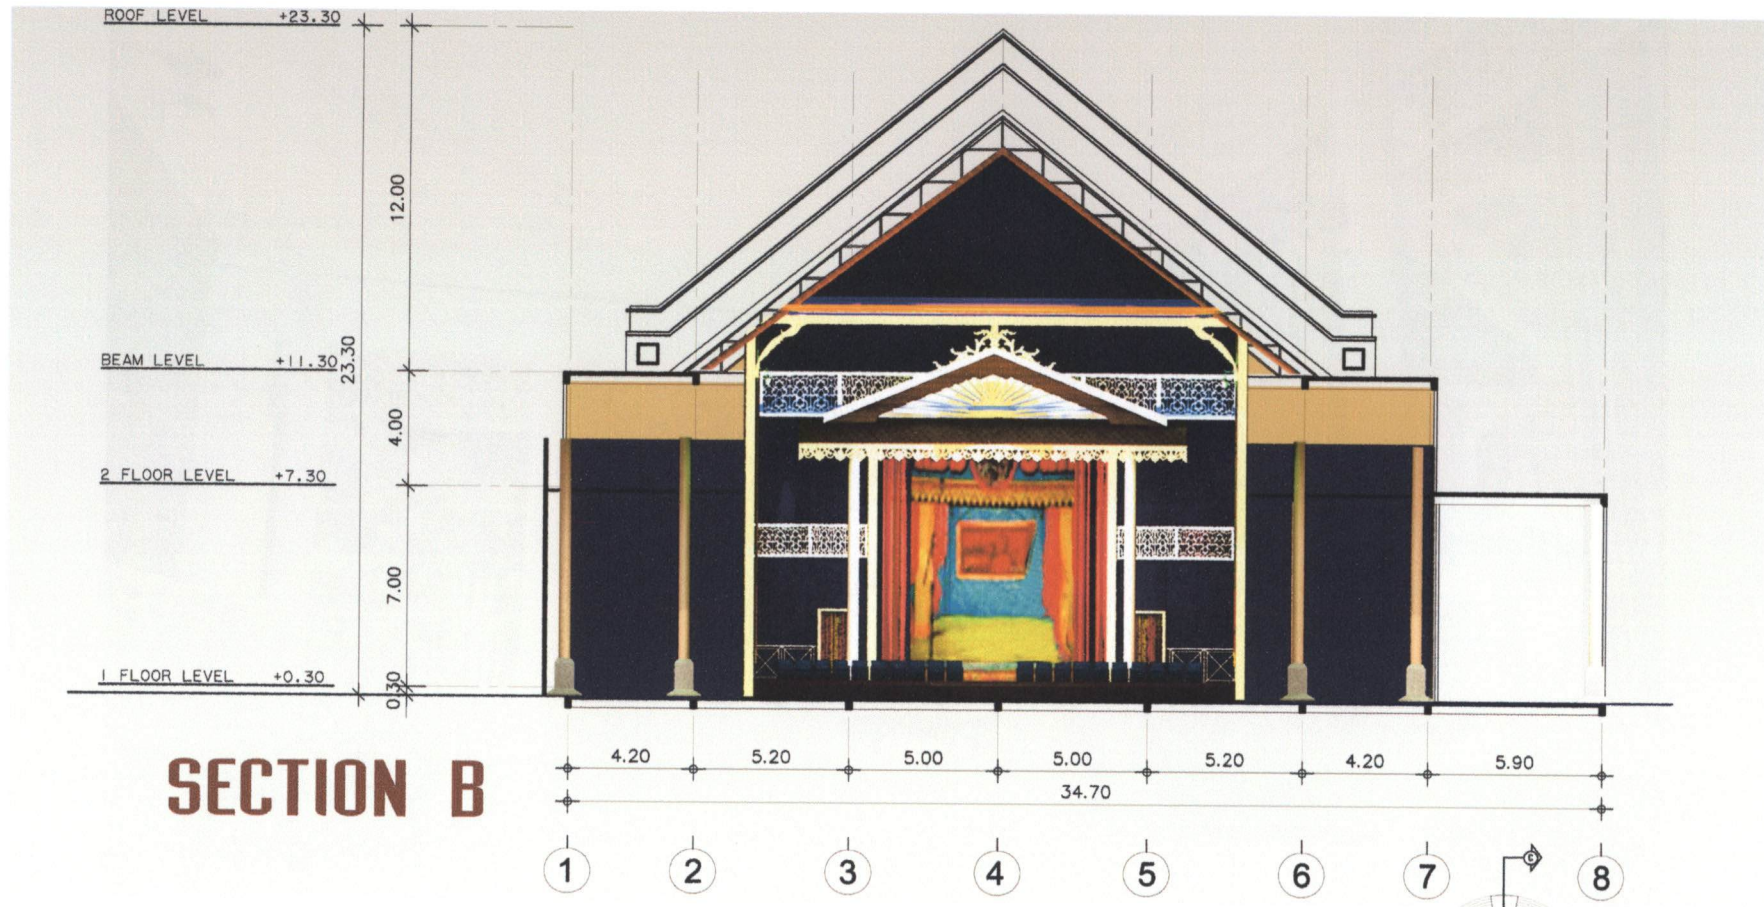 ROOF LEVEL +23.30
12.00
BEAM LEVEL +11.30
23.30
4.00
2 FLOOR LEVEL +7.30
7.00
1 FLOOR LEVEL +0.30
0.30
SECTION B
4.20 5.20 5.00 5.00 5.20 4.20 5.90
34.70
1 2 3 4 5 6 7 8
C